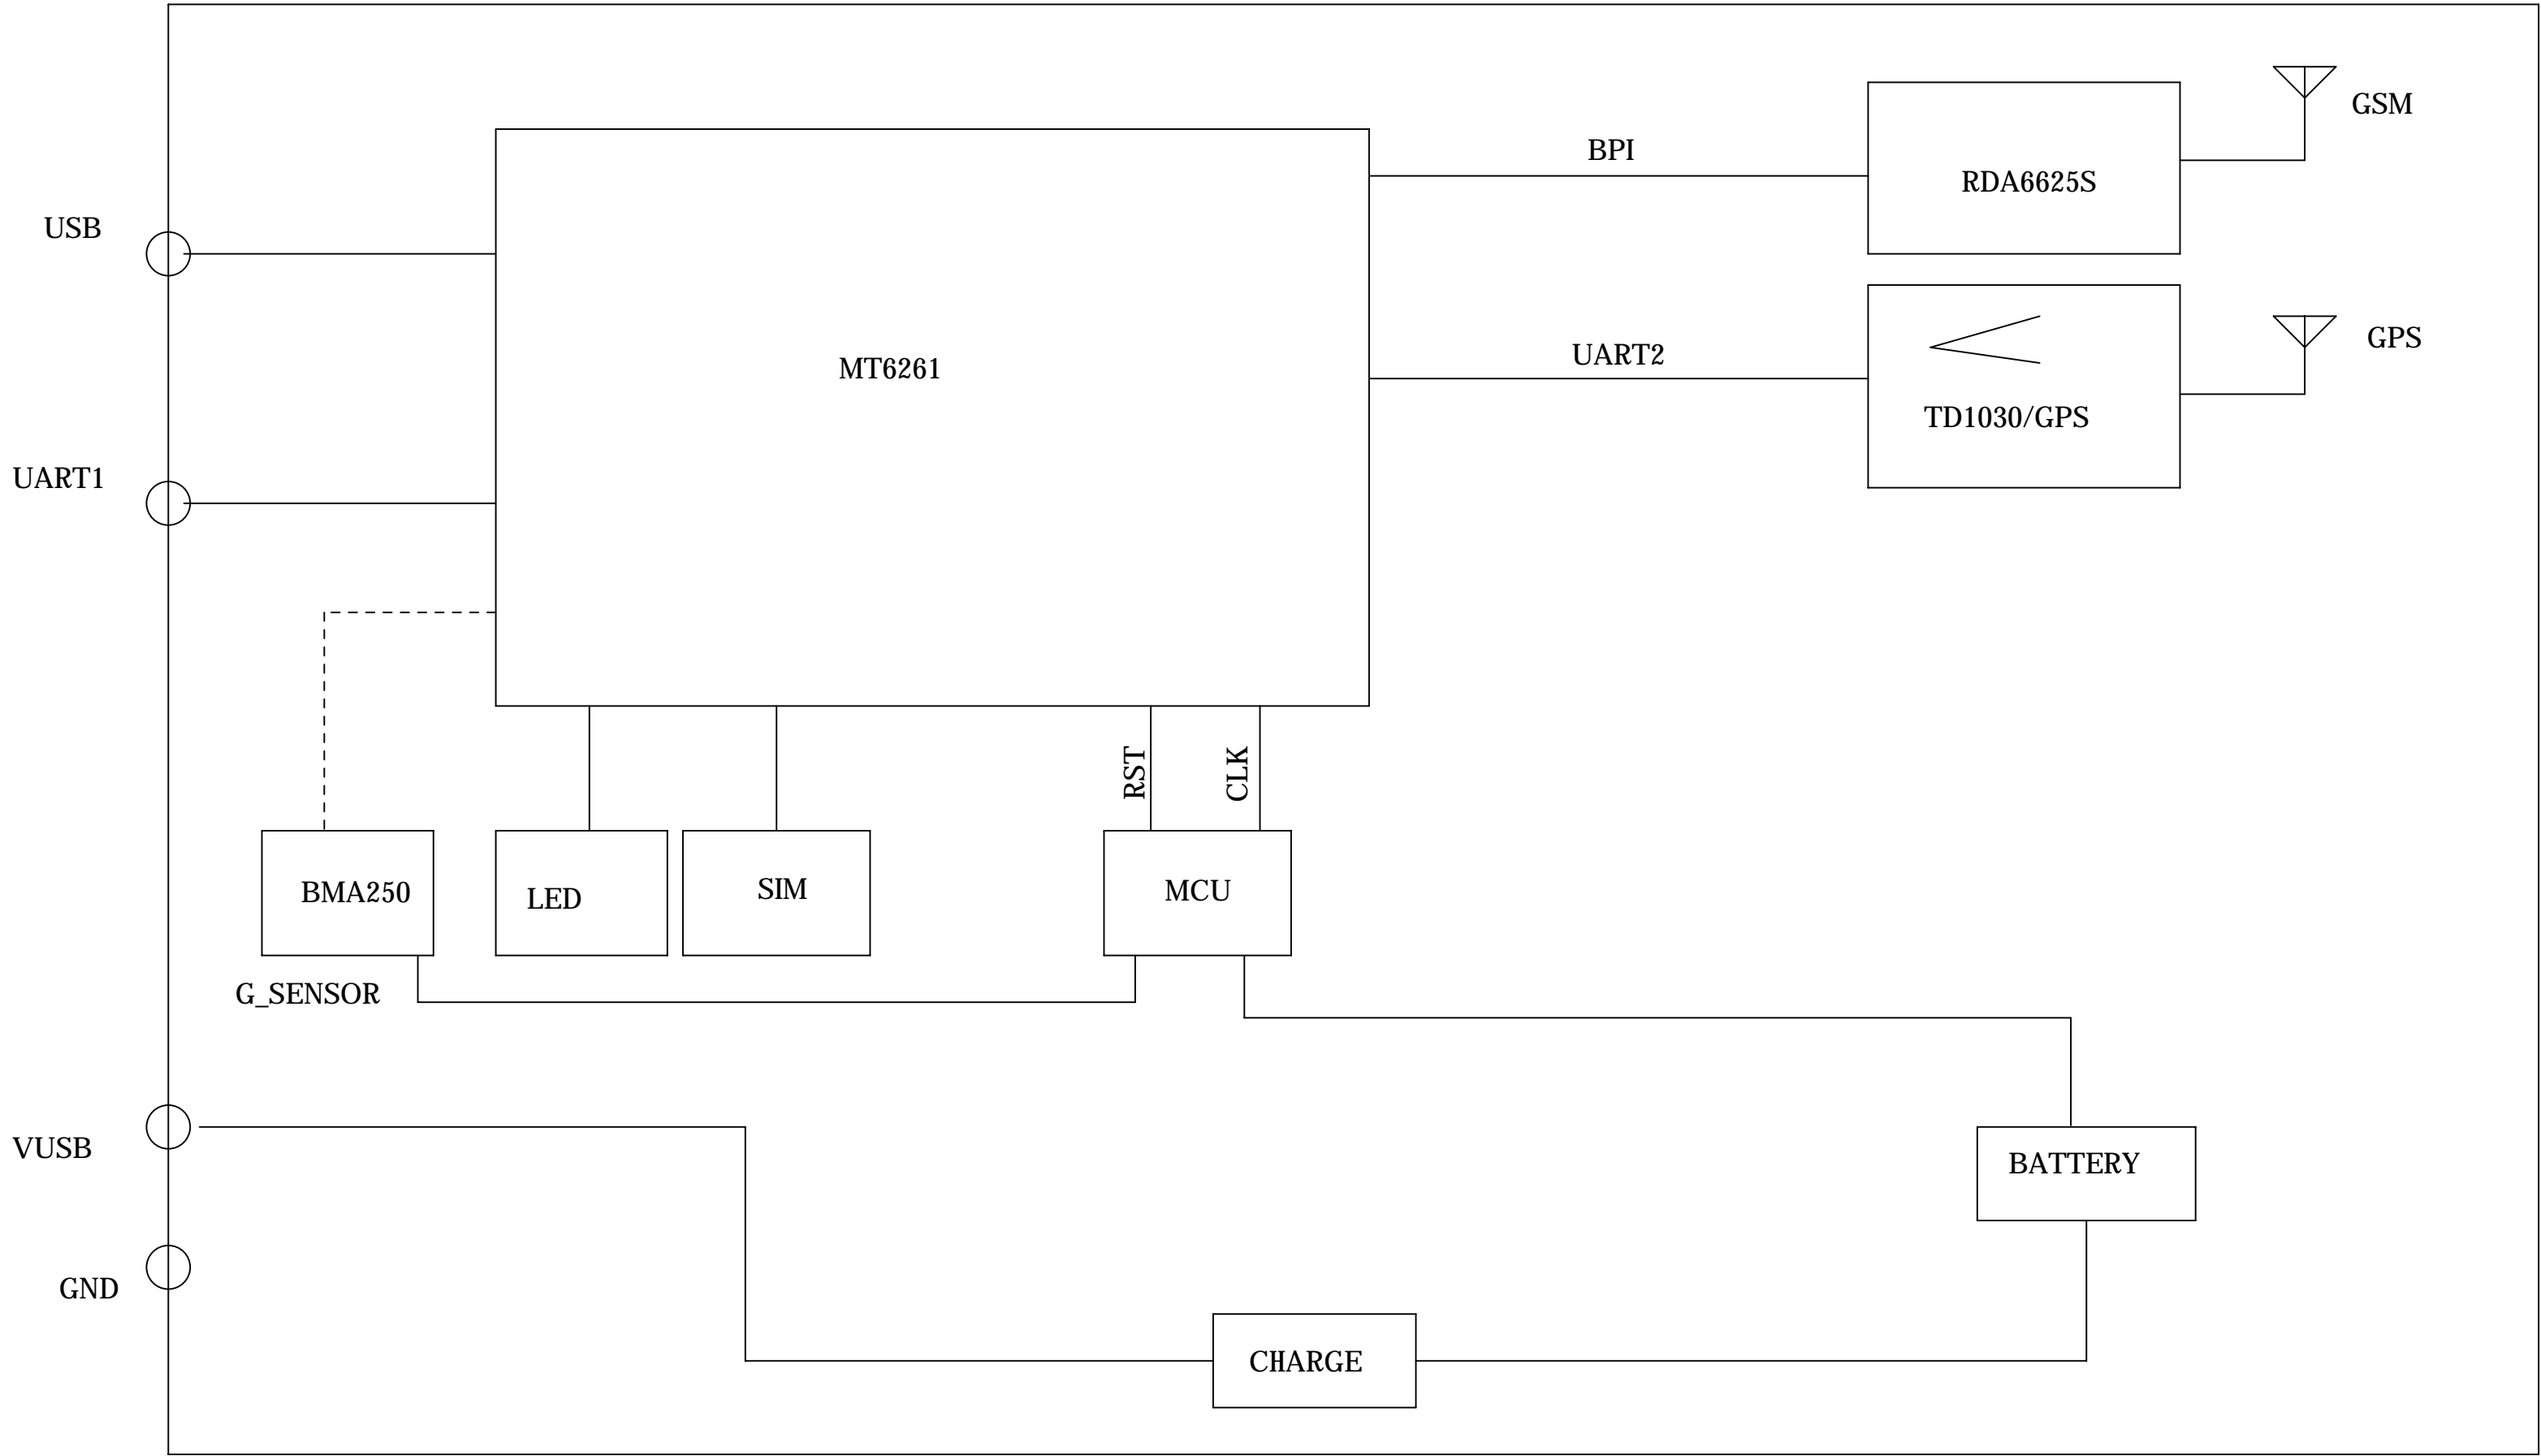 GSM
BPI
RDA6625S
USB
GPS
UART2
MT6261
TD1030/GPS
UART1
RST
CLK
BMA250
LED
SIM
MCU
G_SENSOR
VUSB
BATTERY
GND
CHARGE